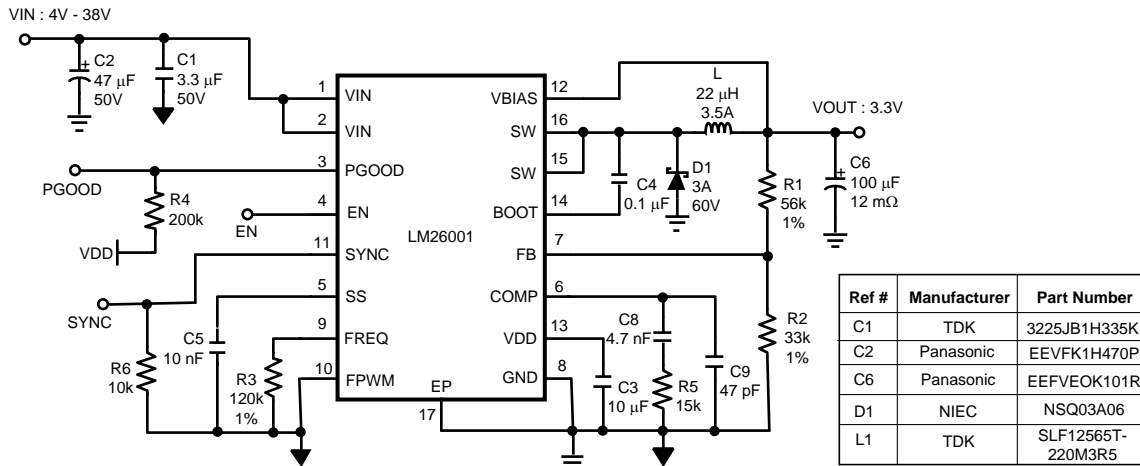 VIN : 4V - 38V
+
C2
47 μF
50V
C1
3.3 μF
50V
1
VIN
2
VIN
3
PGOOD
PGOOD
R4
200k
VDD
4
EN
EN
11
SYNC
SYNC
5
SS
C5
10 nF
9
FREQ
R6
10k
R3
120k
1%
10
FPWM
LM26001
EP
17
12
VBIAS
16
SW
15
SW
14
BOOT
7
FB
6
COMP
13
VDD
8
GND
L
22 μH
3.5A
VOUT : 3.3V
C4
0.1 μF
D1
3A
60V
R1
56k
1%
+
C6
100 μF
12 mΩ
C8
4.7 nF
R5
15k
C3
10 μF
C9
47 pF
R2
33k
1%
Ref # Manufacturer Part Number
C1 TDK 3225JB1H335K
C2 Panasonic EEVFK1H470P
C6 Panasonic EEFVEOK101R
D1 NIEC NSQ03A06
L1 TDK SLF12565T-
220M3R5